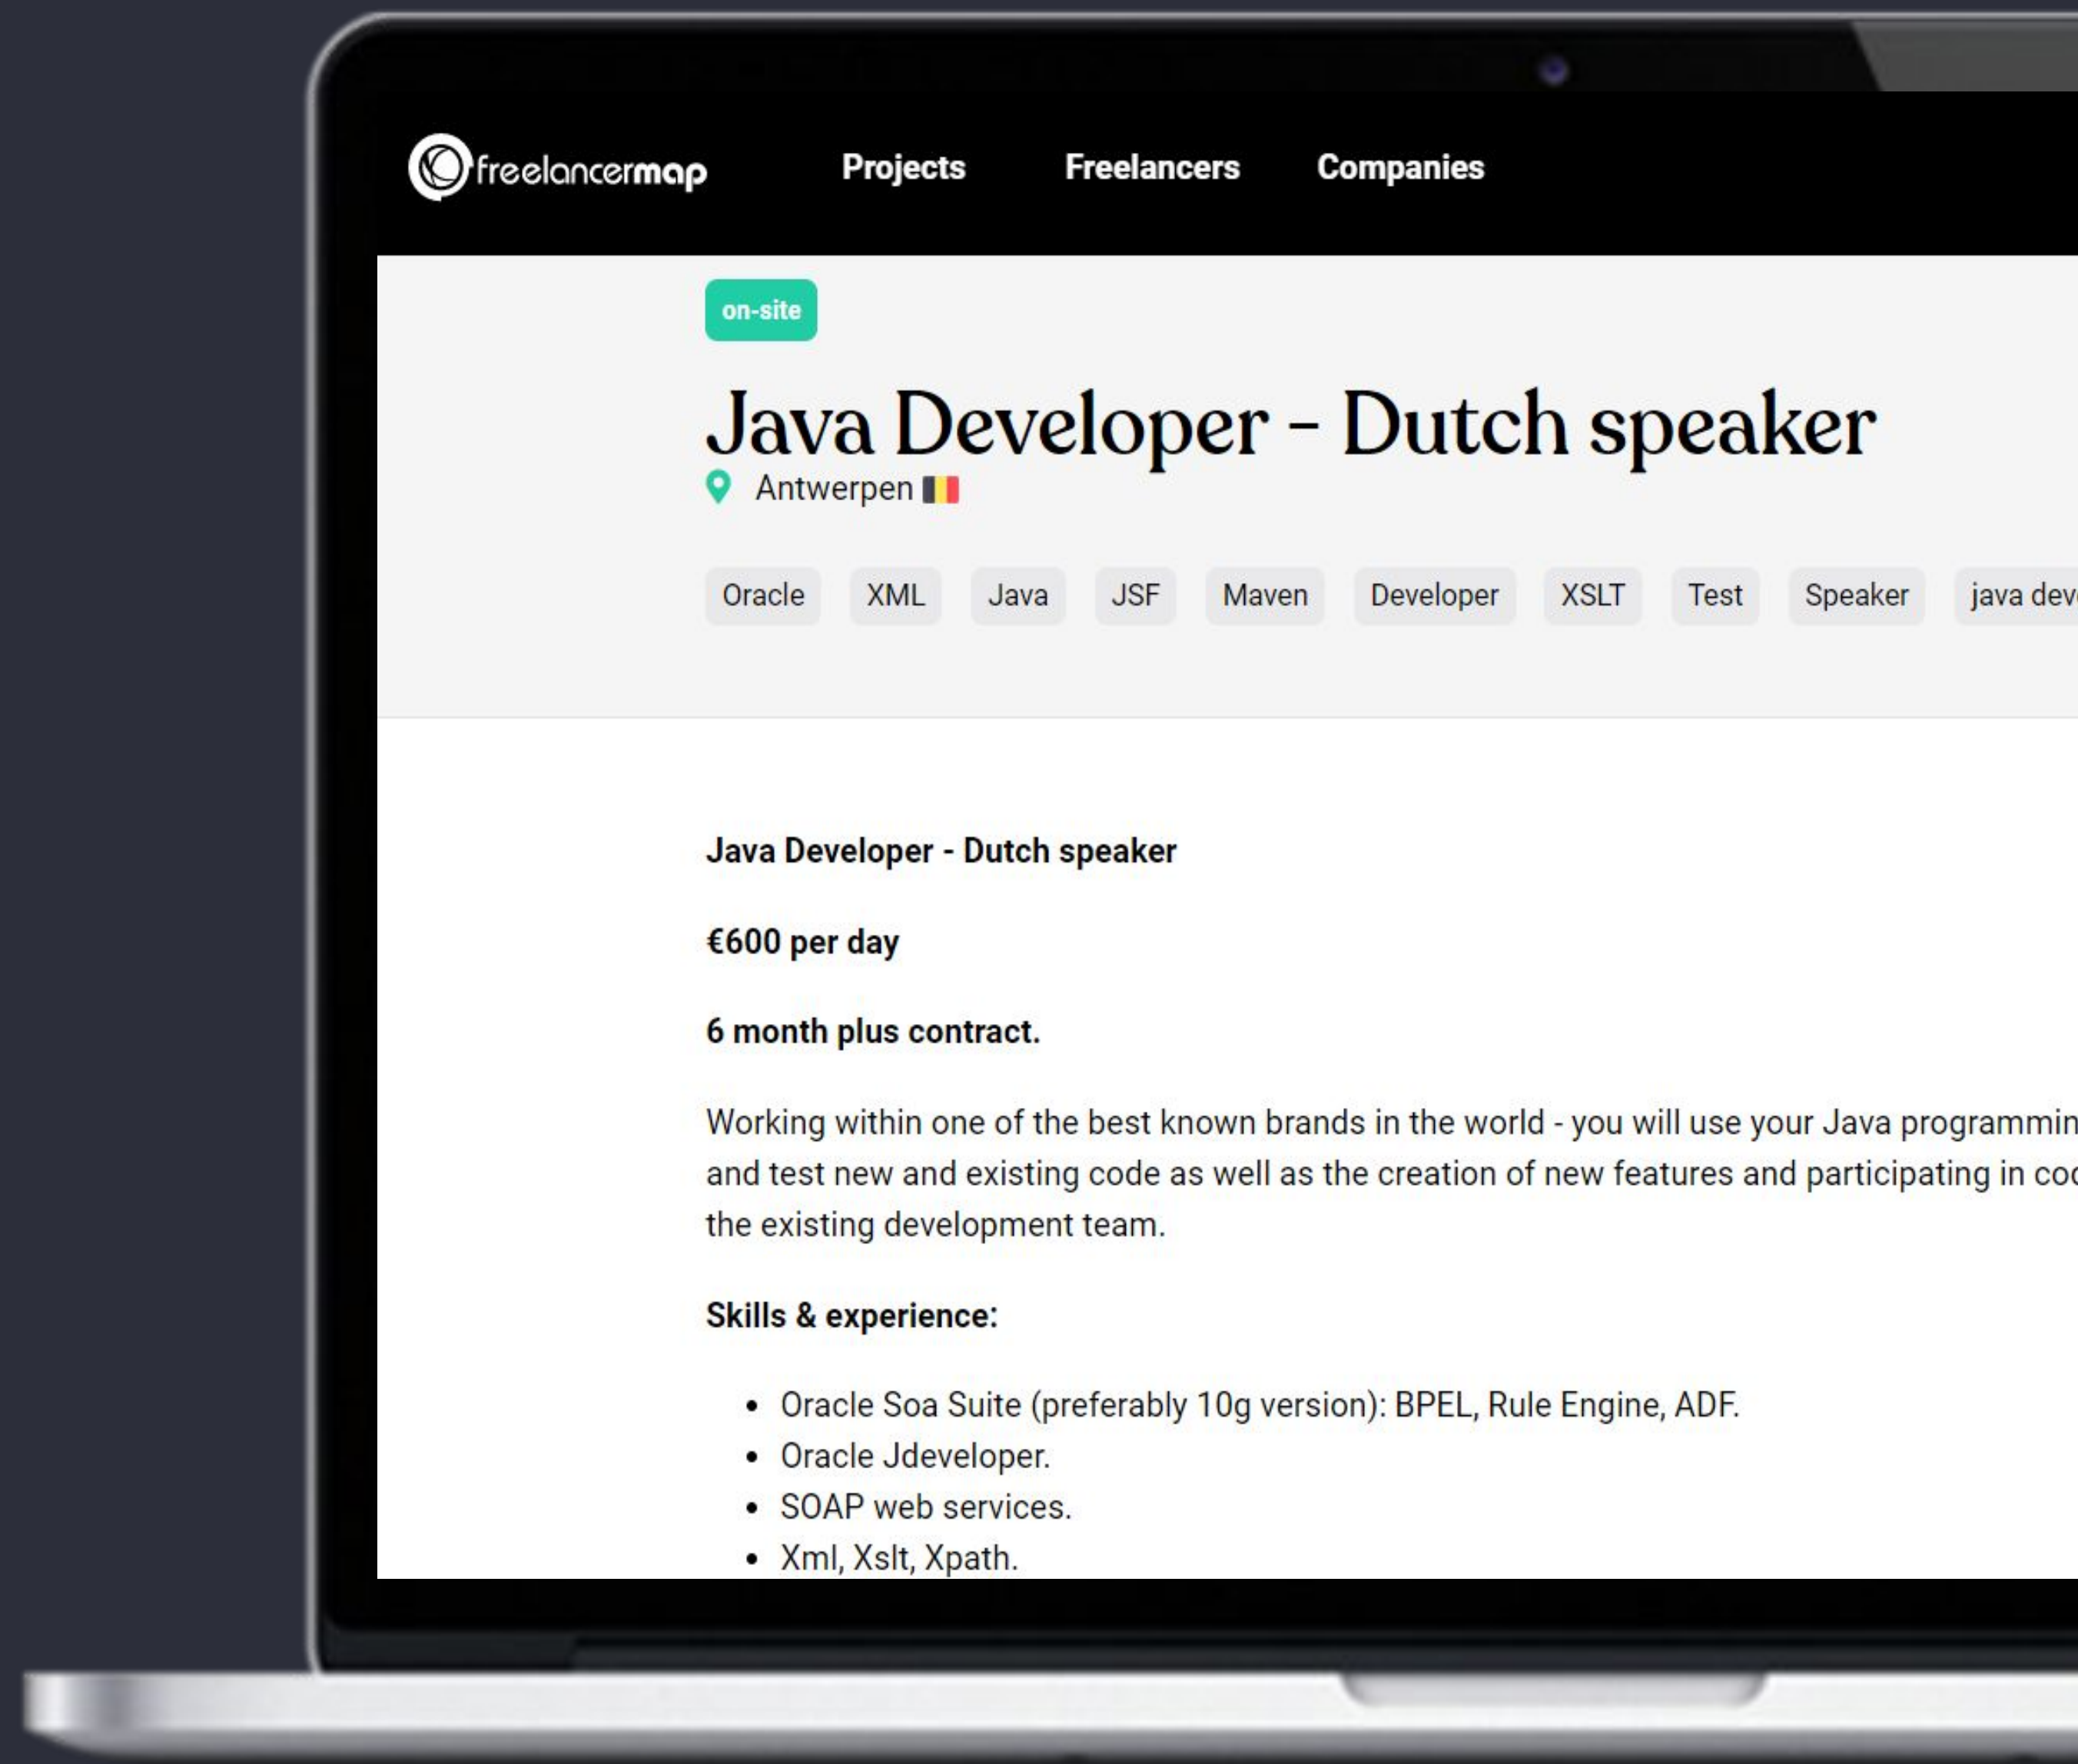 freelancermap Projects Freelancers Companies
on-site
Java Developer - Dutch speaker
Antwerpen
Oracle XML Java JSF Maven Developer XSLT Test Speaker java
Java Developer - Dutch speaker
€600 per day
6 month plus contract.
Working within one of the best known brands in the world - you will use your Java
and test new and existing code as well as the creation of new features and participating in
the existing development team.
Skills & experience:
• Oracle Soa Suite (preferably 10g version): BPEL, Rule Engine, ADF.
• Oracle Jdeveloper.
• SOAP web services.
• Xml, Xslt, Xpath.